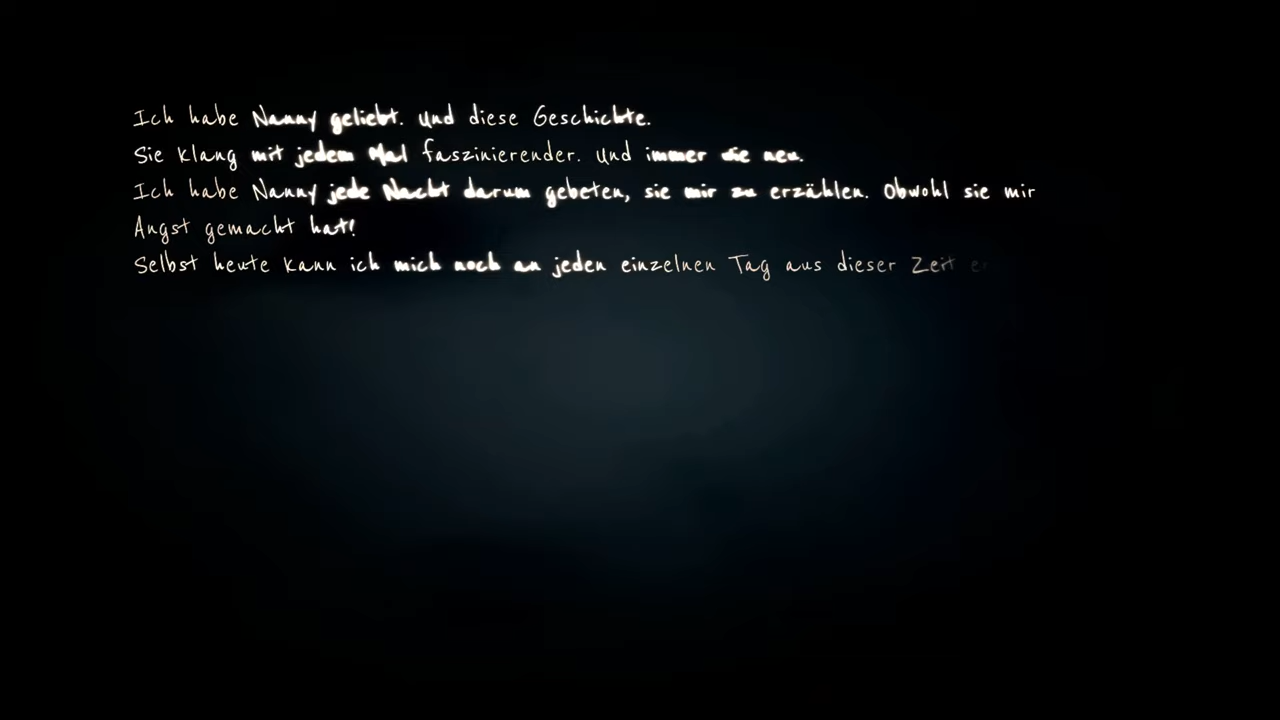 Ich habe Nanny geliebt. Und diese Geschichte.
Sie klang mit jedem Mal faszinierender. Und immer wie neu.
Ich habe Nanny jede Nacht darum gebeten, sie mir zu erzählen. Obwohl sie mir
Angst gemacht hat!
Selbst heute kann ich mich noch an jeden einzelnen Tag aus dieser Zeit